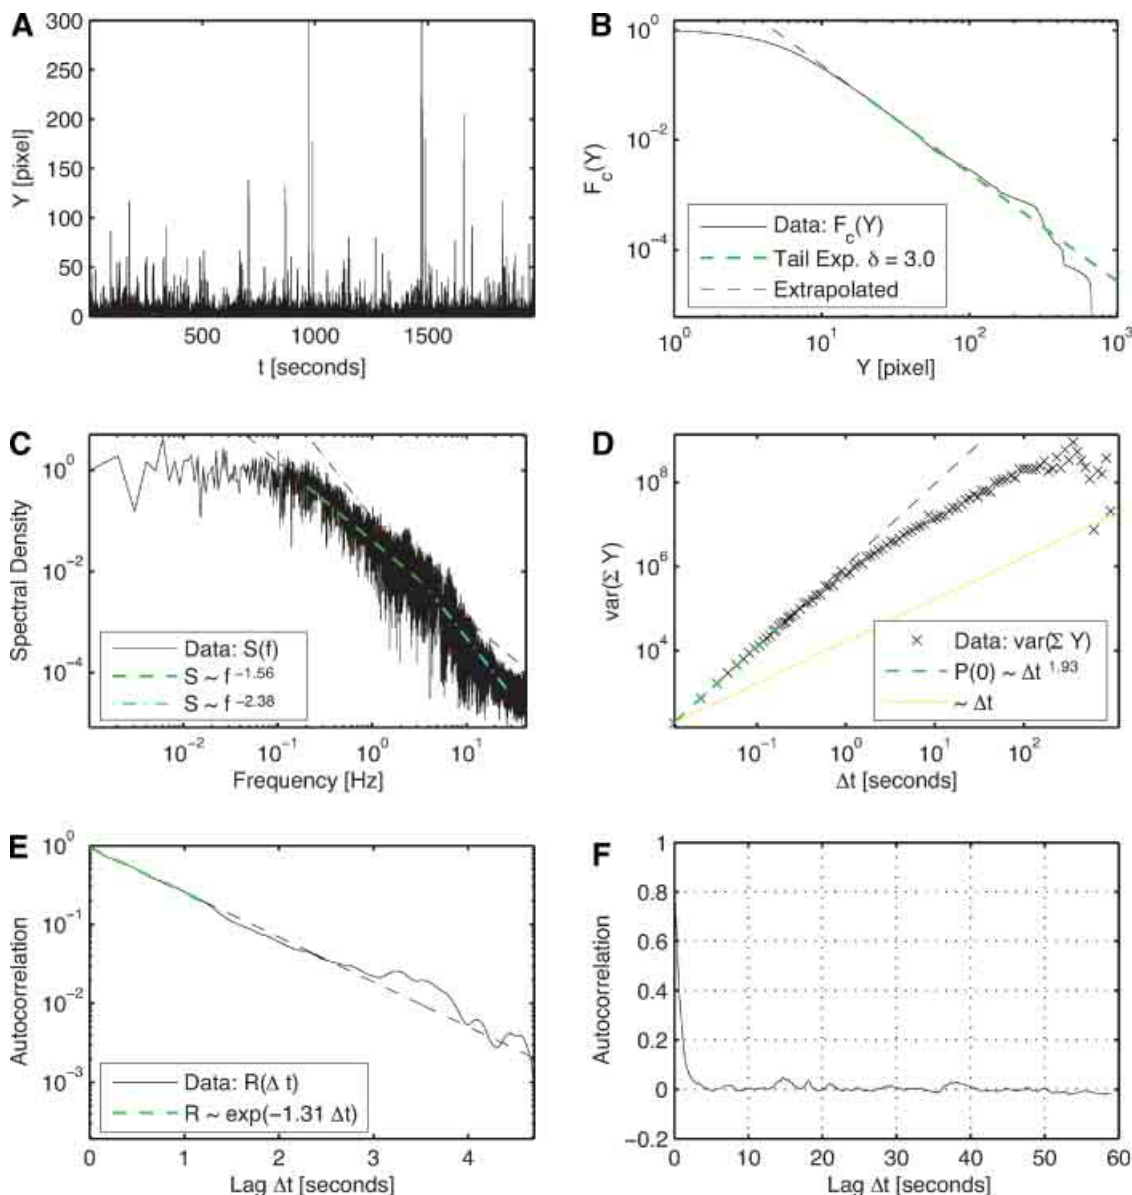 A
300
250
200
150
100
50
0
Y [pixel]
500
1000
1500
t [seconds]
B
10^0
10^-2
10^-4
F_c(Y)
Data: F_c(Y)
Tail Exp. δ = 3.0
Extrapolated
10^0
10^1
10^2
10^3
Y [pixel]
C
10^0
10^-2
10^-4
Spectral Density
Data: S(f)
S ~ f^-1.56
S ~ f^-2.38
10^-2
10^-1
10^0
10^1
Frequency [Hz]
D
10^8
10^6
10^4
var(Σ Y)
Data: var(Σ Y)
P(0) ~ Δt^1.93
~ Δt
10^-1
10^0
10^1
10^2
Δt [seconds]
E
10^0
10^-1
10^-2
10^-3
Autocorrelation
Data: R(Δ t)
R ~ exp(−1.31 Δt)
0
1
2
3
4
Lag Δt [seconds]
F
1
0.8
0.6
0.4
0.2
0
−0.2
Autocorrelation
0
10
20
30
40
50
60
Lag Δt [seconds]